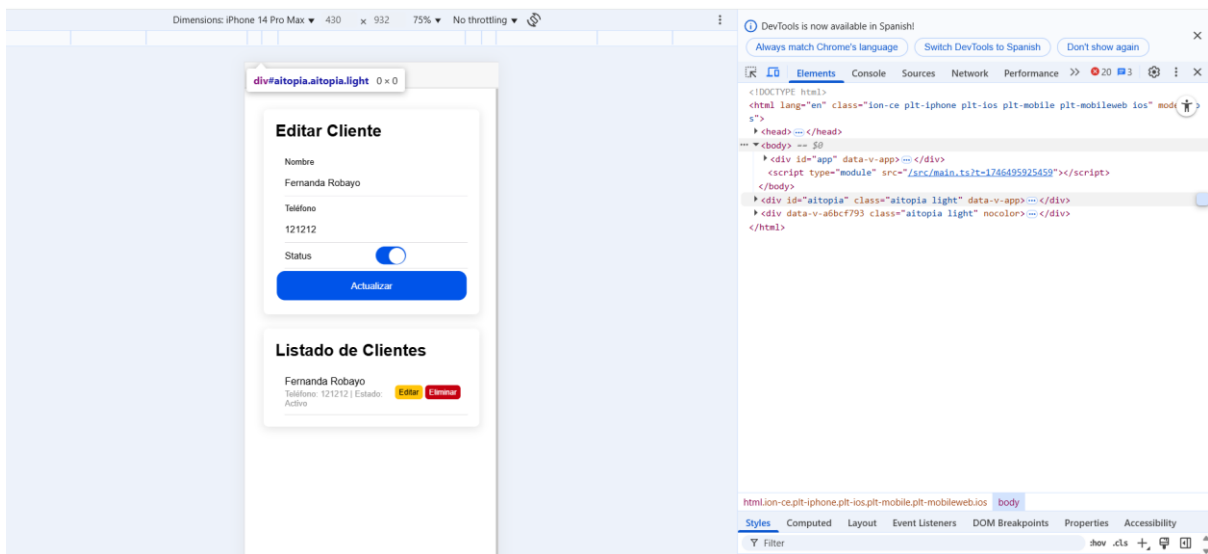 Dimensions: iPhone 14 Pro Max ▼ 430 x 932 75% ▼ No throttling ▼
div#aitopia.aitopia.light 0 × 0
Editar Cliente
Nombre
Fernanda Robayo
Teléfono
121212
Status
Actualizar
Listado de Clientes
Fernanda Robayo
Teléfono: 121212 | Estado:
Activo
Editar Eliminar
DevTools is now available in Spanish!
Always match Chrome's language Switch DevTools to Spanish Don't show again
Elements Console Sources Network Performance 20 3
<!DOCTYPE html>
<html lang="en" class="ion-ce plt-iphone plt-ios plt-mobile plt-mobileweb ios" mod
s">
<head>…</head>
<body> == $0
<div id="app" data-v-app>…</div>
<script type="module" src="/src/main.ts?t=1746495925459"></script>
</body>
<div id="aitopia" class="aitopia light" data-v-app>…</div>
<div data-v-a6bcf793 class="aitopia light" nocolor>…</div>
</html>
html.ion-ce.plt-iphone.plt-ios.plt-mobile.plt-mobileweb.ios body
Styles Computed Layout Event Listeners DOM Breakpoints Properties Accessibility
Filter :hov .cls